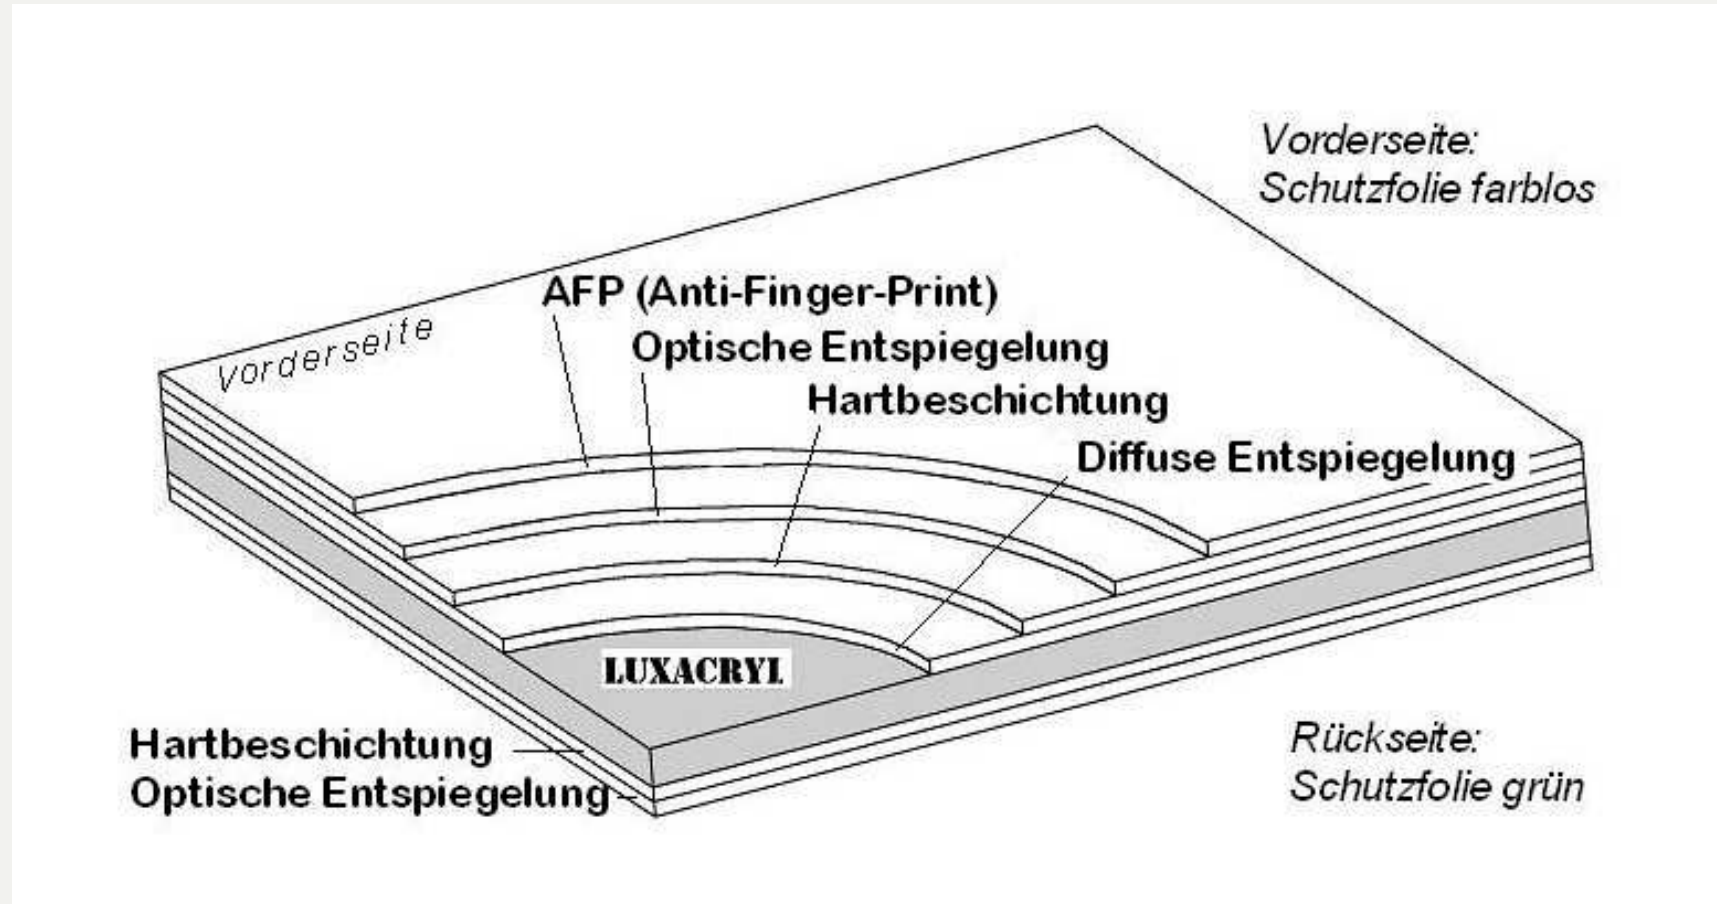 Vorderseite:
Schutzfolie farblos
AFP (Anti-Finger-Print)
Vorderseite
Optische Entspiegelung
Hartbeschichtung
Diffuse Entspiegelung
LUXACRYL
Hartbeschichtung
Optische Entspiegelung
Rückseite:
Schutzfolie grün